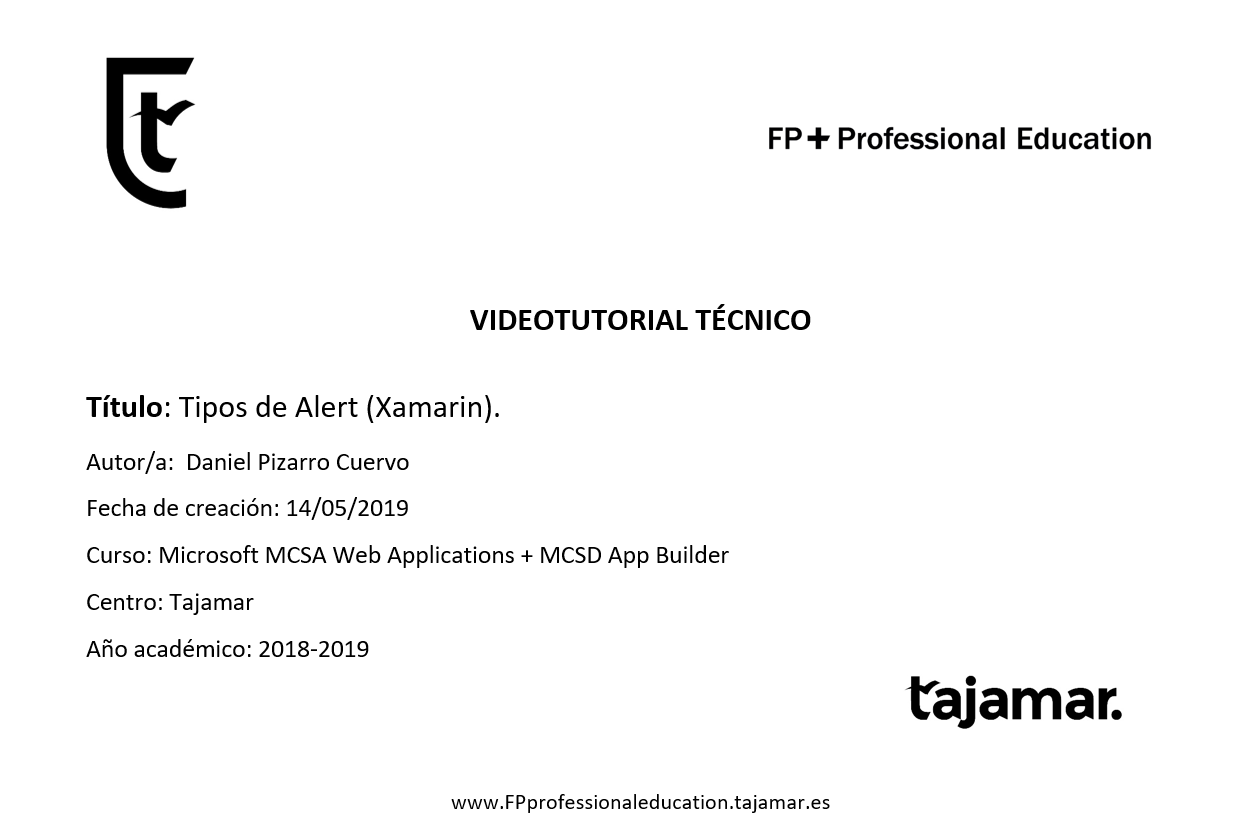 FP+Professional Education
VIDEOTUTORIAL TÉCNICO
Título: Tipos de Alert (Xamarin).
Autor/a:  Daniel Pizarro Cuervo
Fecha de creación: 14/05/2019
Curso: Microsoft MCSA Web Applications + MCSD App Builder
Centro: Tajamar
Año académico: 2018-2019
tajamar.
www.FPprofessionaleducation.tajamar.es